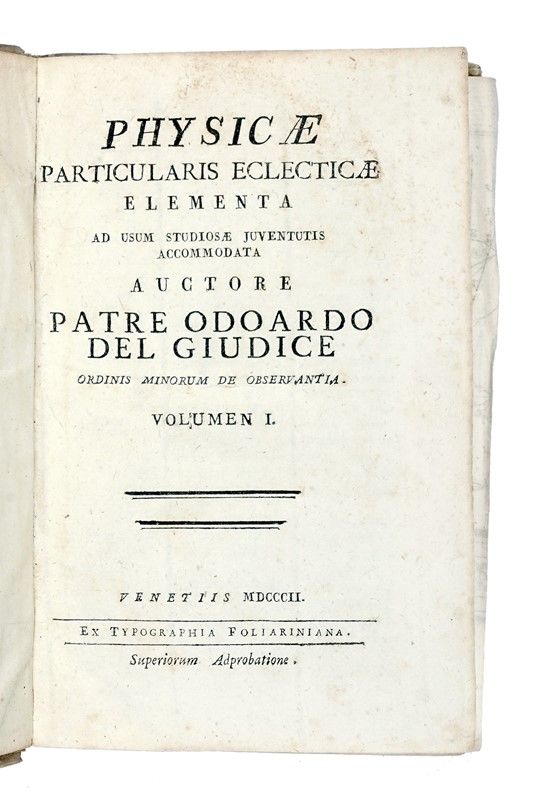 PHYSICÆ
PARTICULARIS ECLECTICÆ
ELEMENTA
AD USUM STUDIOSÆ JUVENTUTIS
ACCOMMODATA
AUCTORE
PATRE ODOARDO
DEL GIUDICE
ORDINIS MINORUM DE OBSERVANTIA.
VOLUMEN I.
VENETIIS MDCCCII.
EX TYPOGRAPHIA FOLIARINIANA.
Superiorum Adprobatione.